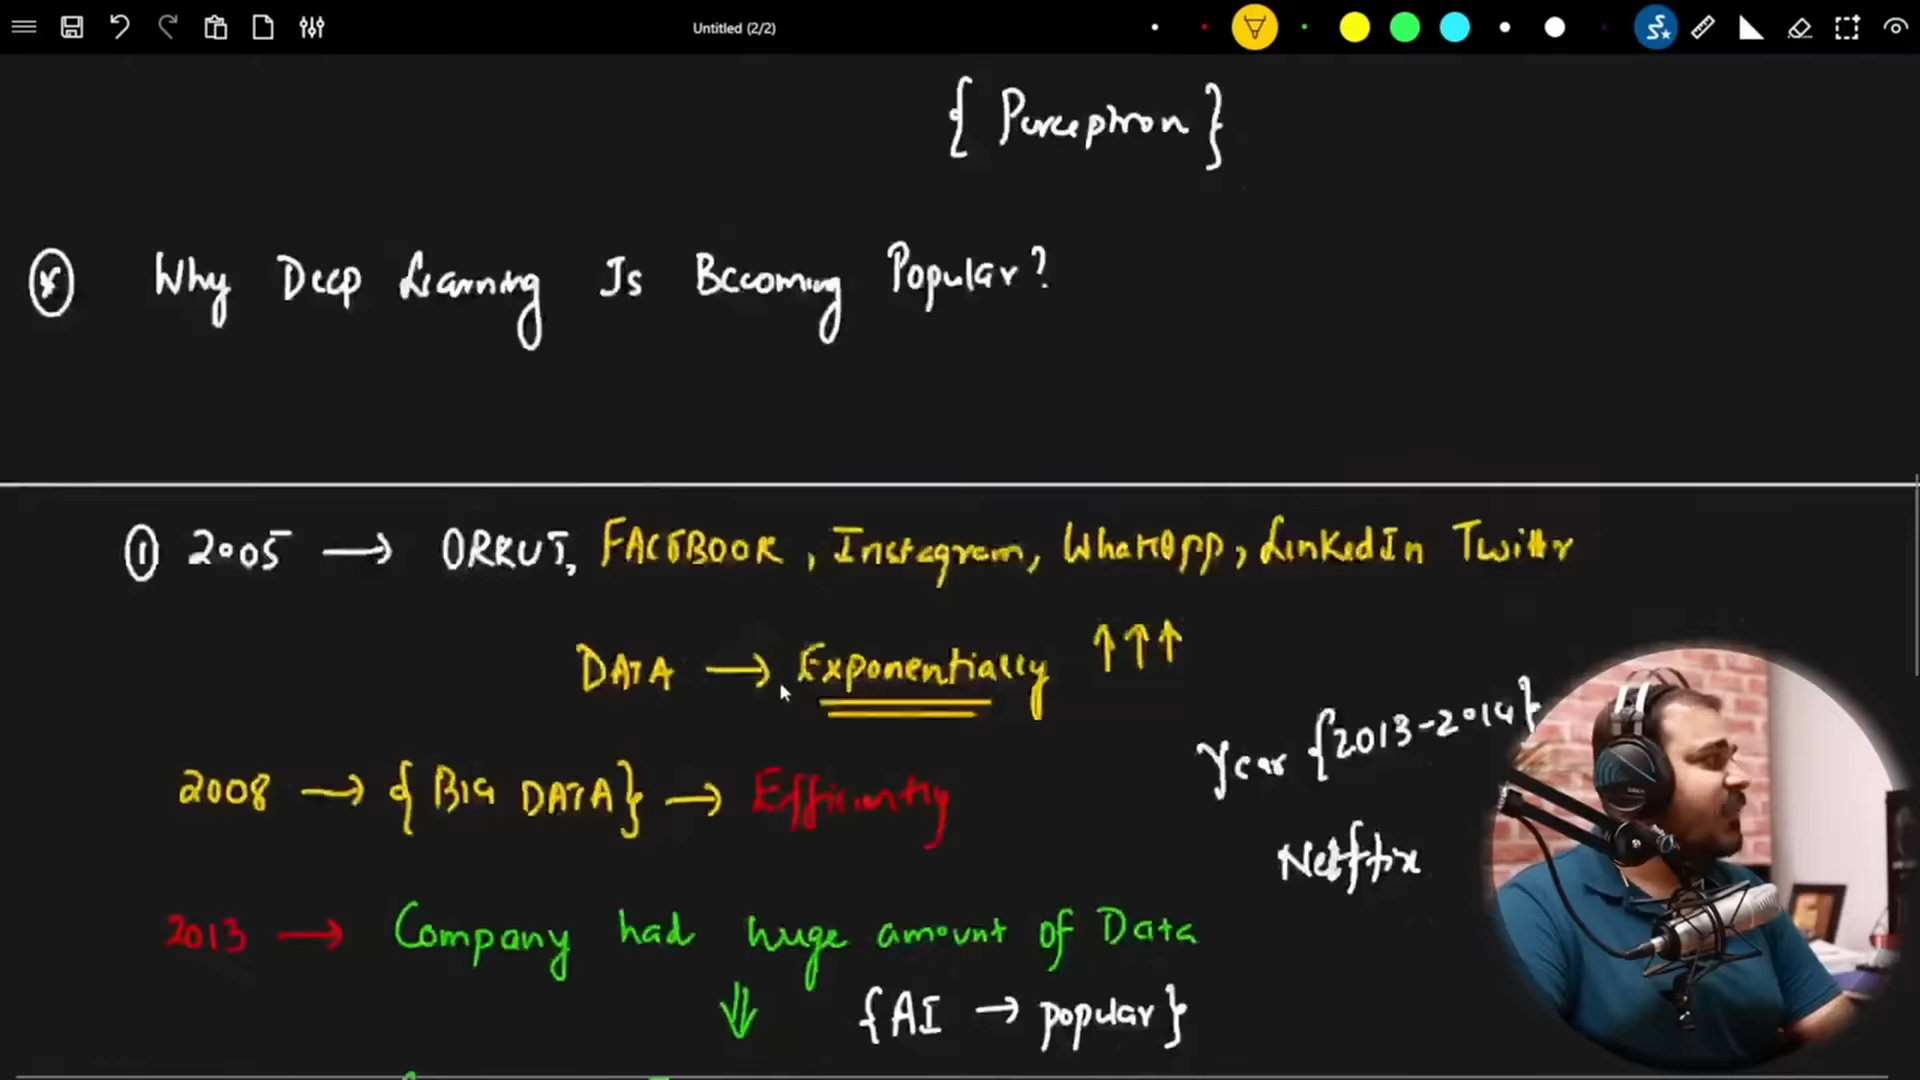 Untitled (2/2)
{ Perceptron }
* Why Deep Learning Is Becoming Popular?
① 2005 → ORKUT, FACEBOOK, Instagram, WhatsApp, LinkedIn Twitter
DATA → Exponentially ↑↑↑
Year {2013-2014}
2008 → { BIG DATA} → Efficiently
Netflix
2013 → Company had huge amount of Data
⇓ {AI → popular}